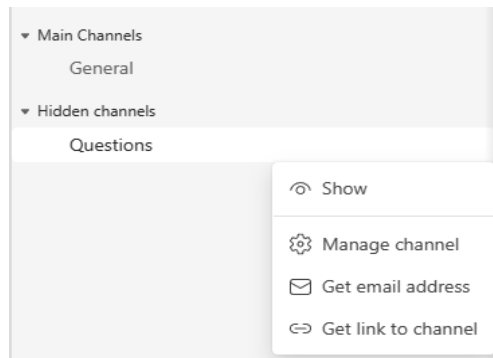 Main Channels
General
Hidden channels
Questions
Show
Manage channel
Get email address
Get link to channel